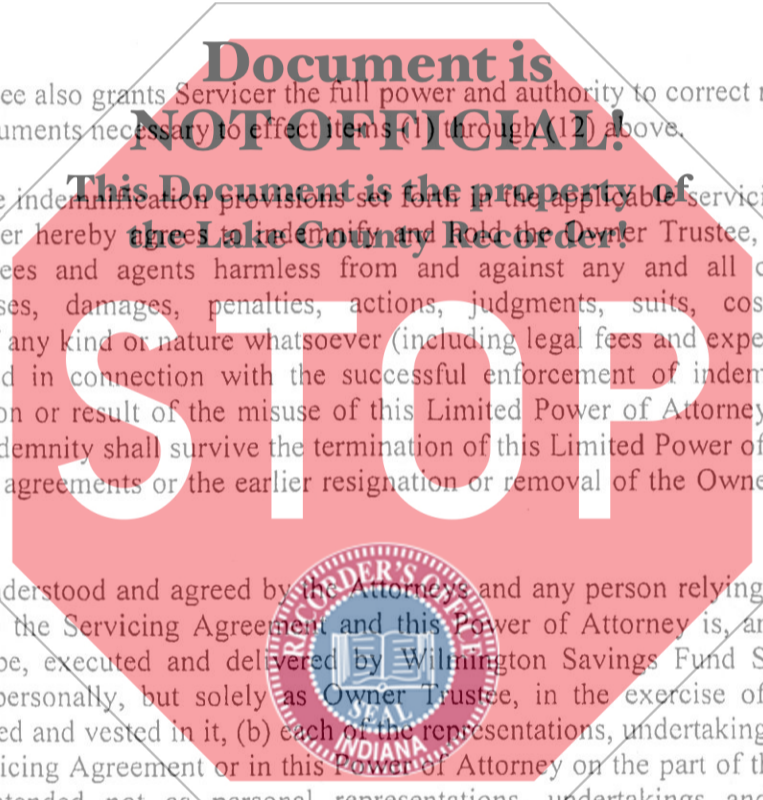 Document is
ee also grants Servicer the full power and authority to correct
NOT OFFICIAL!
uments necessary to effect items (1) through (12) above.
This Document is the property of
e indemnification provisions set forth in the applicable servici
the Lake County Recorder!
er hereby agrees to indemnify and hold the Owner Trustee,
ees and agents harmless from and against any and all c
ses, damages, penalties, actions, judgments, suits, cos
f any kind or nature whatsoever (including legal fees and expe
d in connection with the successful enforcement of indem
on or result of the misuse of this Limited Power of Attorney
demnity shall survive the termination of this Limited Power of
agreements or the earlier resignation or removal of the Owne
STOP
derstood and agreed by the Attorneys and any person relying
the Servicing Agreement and this Power of Attorney is, an
be, executed and delivered by Wilmington Savings Fund S
personally, but solely as Owner Trustee, in the exercise of
ed and vested in it, (b) each of the representations, undertaking
icing Agreement or in this Power of Attorney on the part of th
tended not as personal representations, undertakings and
RECORDER'S OFFICE
SEAL
INDIANA